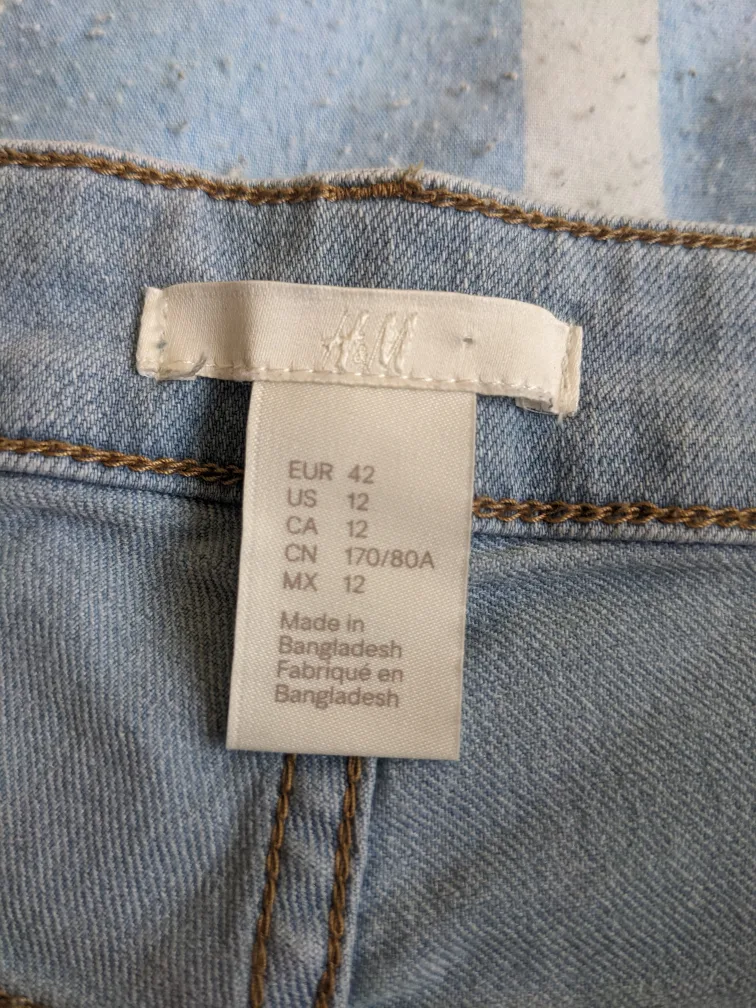 H&M
EUR 42
US 12
CA 12
CN 170/80A
MX 12
Made in
Bangladesh
Fabriqué en
Bangladesh